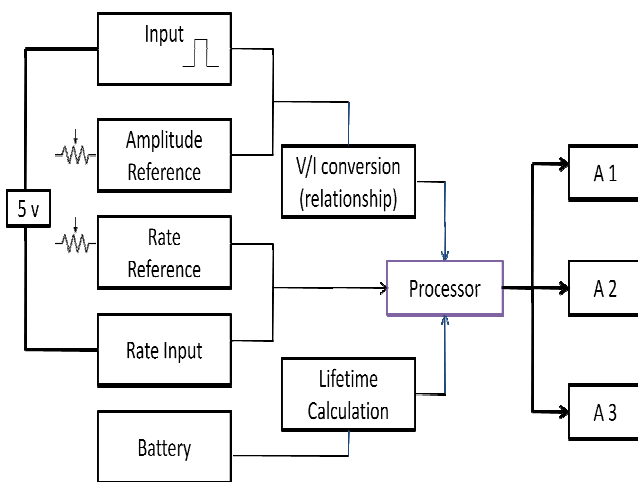 Input
Amplitude
Reference
5 v
Rate
Reference
Rate Input
Battery
V/I conversion
(relationship)
Processor
Lifetime
Calculation
A 1
A 2
A 3